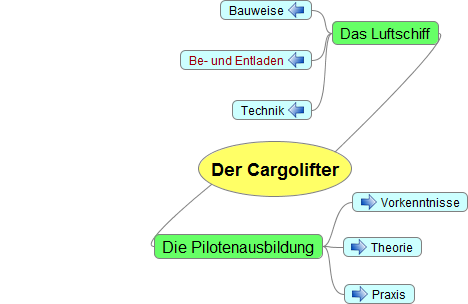 Bauweise
Das Luftschiff
Be- und Entladen
Technik
Der Cargolifter
Vorkenntnisse
Die Pilotenausbildung
Theorie
Praxis